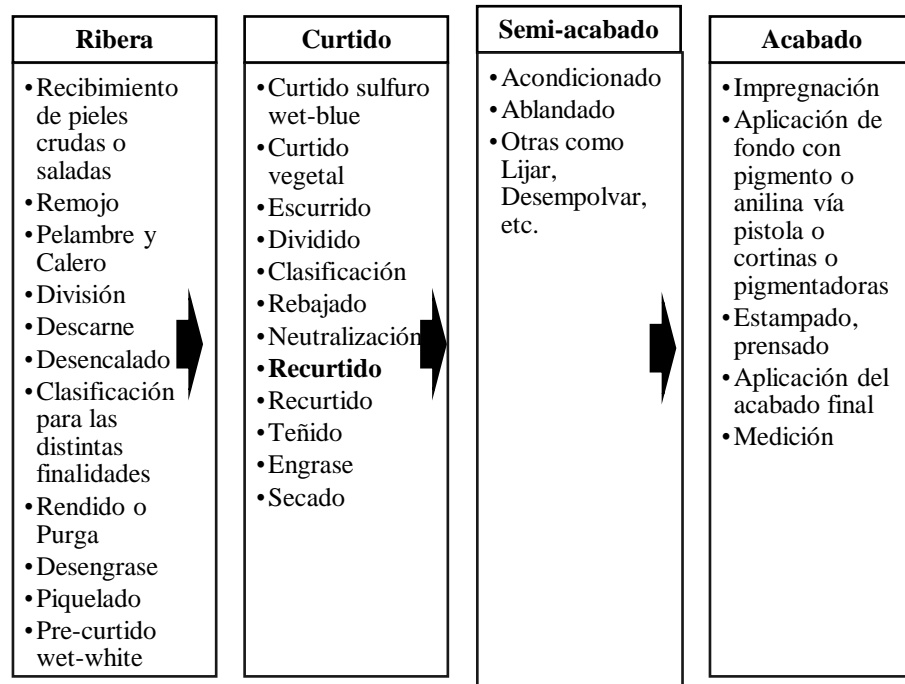 Ribera
•Recibimiento
de pieles
crudas o
saladas
•Remojo
•Pelambre y
Calero
•División
•Descarne
•Desencalado
•Clasificación
para las
distintas
finalidades
•Rendido o
Purga
•Desengrase
•Piquelado
•Pre-curtido
wet-white
Curtido
•Curtido sulfuro
wet-blue
•Curtido
vegetal
•Escurrido
•Dividido
•Clasificación
•Rebajado
•Neutralización
•Recurtido
•Recurtido
•Teñido
•Engrase
•Secado
Semi-acabado
•Acondicionado
•Ablandado
•Otras como
Lijar,
Desempolvar,
etc.
Acabado
•Impregnación
•Aplicación de
fondo con
pigmento o
anilina vía
pistola o
cortinas o
pigmentadoras
•Estampado,
prensado
•Aplicación del
acabado final
•Medición